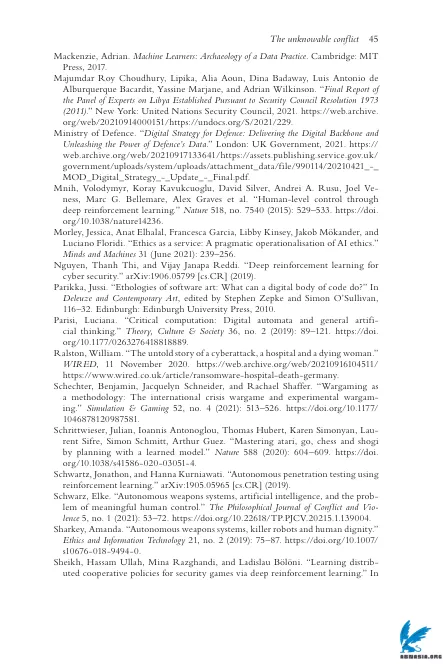 The unknowable conflict 45
Mackenzie, Adrian. Machine Learners: Archaeology of a Data Practice. Cambridge: MIT
Press, 2017.
Majumdar Roy Choudhury, Lipika, Alia Aoun, Dina Badaway, Luis Antonio de
Alburquerque Bacardit, Yassine Marjane, and Adrian Wilkinson. “Final Report of
the Panel of Experts on Libya Established Pursuant to Security Council Resolution 1973
(2011).” New York: United Nations Security Council, 2021. https://web.archive.
org/web/20210914000151/https://undocs.org/S/2021/229.
Ministry of Defence. “Digital Strategy for Defence: Delivering the Digital Backbone and
Unleashing the Power of Defence’s Data.” London: UK Government, 2021. https://
web.archive.org/web/20210917133641/https://assets.publishing.service.gov.uk/
government/uploads/system/uploads/attachment_data/file/990114/20210421_-_
MOD_Digital_Strategy_-_Update_-_Final.pdf.
Mnih, Volodymyr, Koray Kavukcuoglu, David Silver, Andrei A. Rusu, Joel Ve-
ness, Marc G. Bellemare, Alex Graves et al. “Human-level control through
deep reinforcement learning.” Nature 518, no. 7540 (2015): 529–533. https://doi.
org/10.1038/nature14236.
Morley, Jessica, Anat Elhalal, Francesca Garcia, Libby Kinsey, Jakob Mökander, and
Luciano Floridi. “Ethics as a service: A pragmatic operationalisation of AI ethics.”
Minds and Machines 31 (June 2021): 239–256.
Nguyen, Thanh Thi, and Vijay Janapa Reddi. “Deep reinforcement learning for
cyber security.” arXiv:1906.05799 [cs.CR] (2019).
Parikka, Jussi. “Ethologies of software art: What can a digital body of code do?” In
Deleuze and Contemporary Art, edited by Stephen Zepke and Simon O’Sullivan,
116–32. Edinburgh: Edinburgh University Press, 2010.
Parisi, Luciana. “Critical computation: Digital automata and general artifi-
cial thinking.” Theory, Culture & Society 36, no. 2 (2019): 89–121. https://doi.
org/10.1177/0263276418818889.
Ralston, William. “The untold story of a cyberattack, a hospital and a dying woman.”
WIRED, 11 November 2020. https://web.archive.org/web/20210916104511/
https://www.wired.co.uk/article/ransomware-hospital-death-germany.
Schechter, Benjamin, Jacquelyn Schneider, and Rachael Shaffer. “Wargaming as
a methodology: The international crisis wargame and experimental wargam-
ing.” Simulation & Gaming 52, no. 4 (2021): 513–526. https://doi.org/10.1177/
1046878120987581.
Schrittwieser, Julian, Ioannis Antonoglou, Thomas Hubert, Karen Simonyan, Lau-
rent Sifre, Simon Schmitt, Arthur Guez. “Mastering atari, go, chess and shogi
by planning with a learned model.” Nature 588 (2020): 604–609. https://doi.
org/10.1038/s41586-020-03051-4.
Schwartz, Jonathon, and Hanna Kurniawati. “Autonomous penetration testing using
reinforcement learning.” arXiv:1905.05965 [cs.CR] (2019).
Schwarz, Elke. “Autonomous weapons systems, artificial intelligence, and the prob-
lem of meaningful human control.” The Philosophical Journal of Conflict and Vio-
lence 5, no. 1 (2021): 53–72. https://doi.org/10.22618/TP.PJCV.20215.1.139004.
Sharkey, Amanda. “Autonomous weapons systems, killer robots and human dignity.”
Ethics and Information Technology 21, no. 2 (2019): 75–87. https://doi.org/10.1007/
s10676-018-9494-0.
Sheikh, Hassam Ullah, Mina Razghandi, and Ladislau Bölöni. “Learning distrib-
uted cooperative policies for security games via deep reinforcement learning.” In